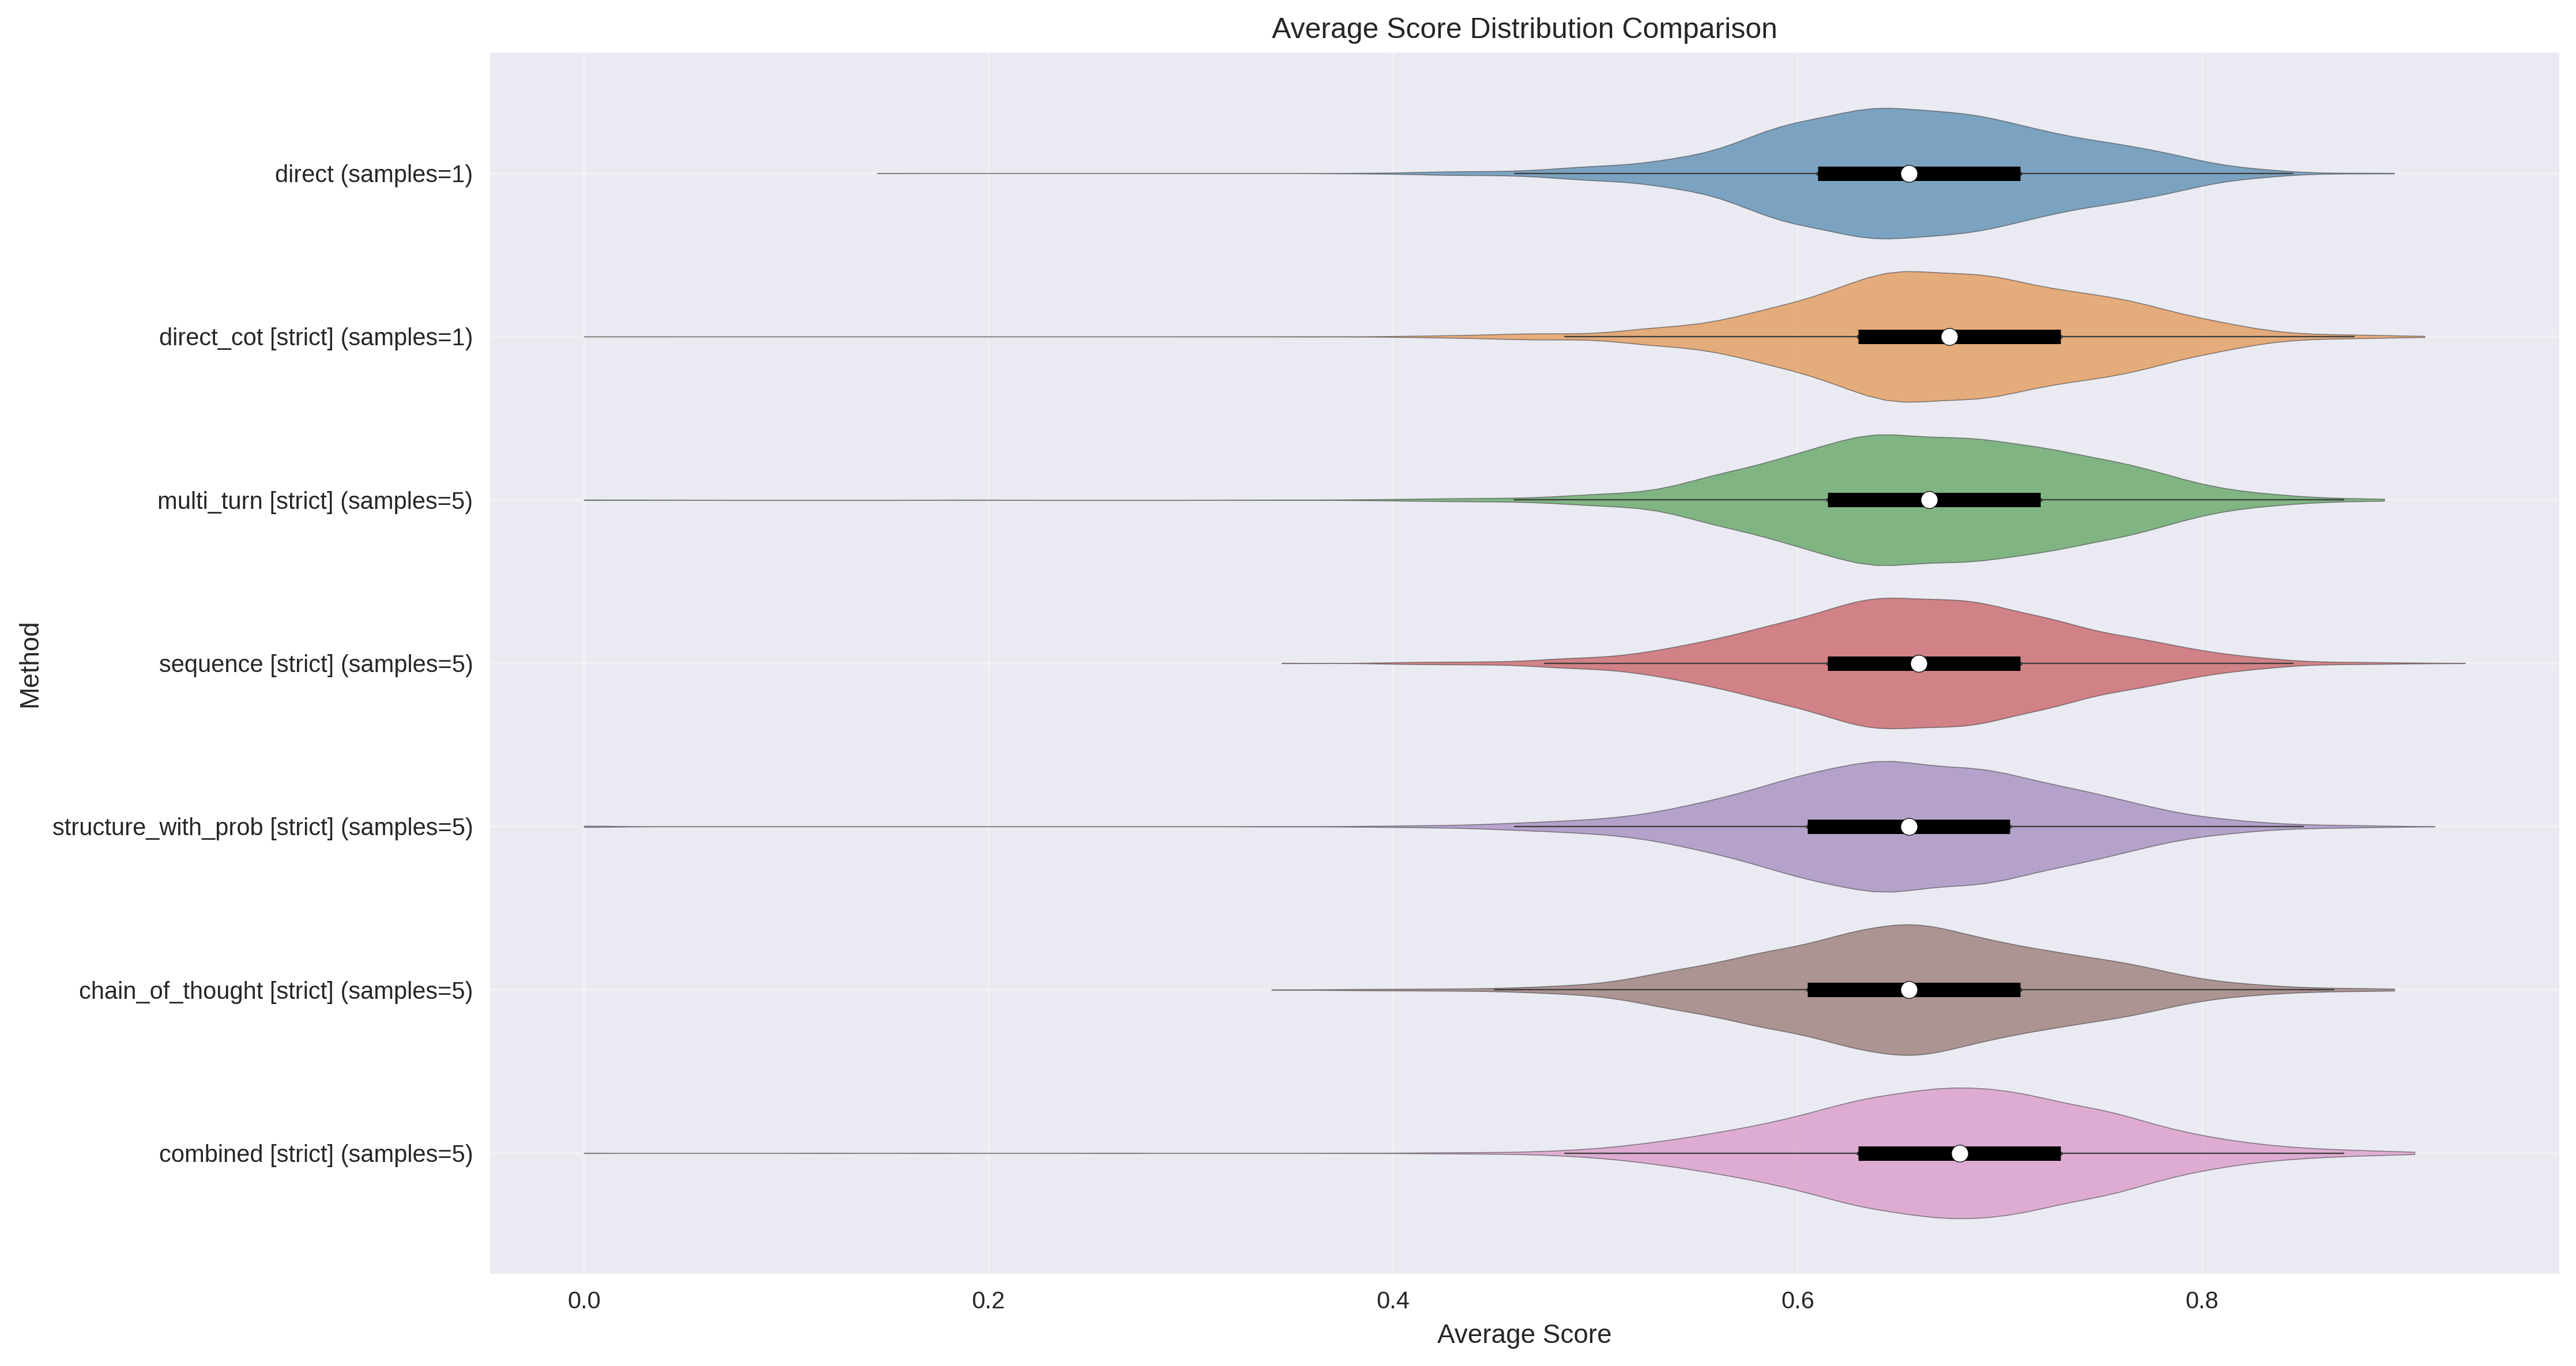 Average Score Distribution Comparison
Method
direct (samples=1)
direct_cot [strict] (samples=1)
multi_turn [strict] (samples=5)
sequence [strict] (samples=5)
structure_with_prob [strict] (samples=5)
chain_of_thought [strict] (samples=5)
combined [strict] (samples=5)
0.0 0.2 0.4 0.6 0.8
Average Score